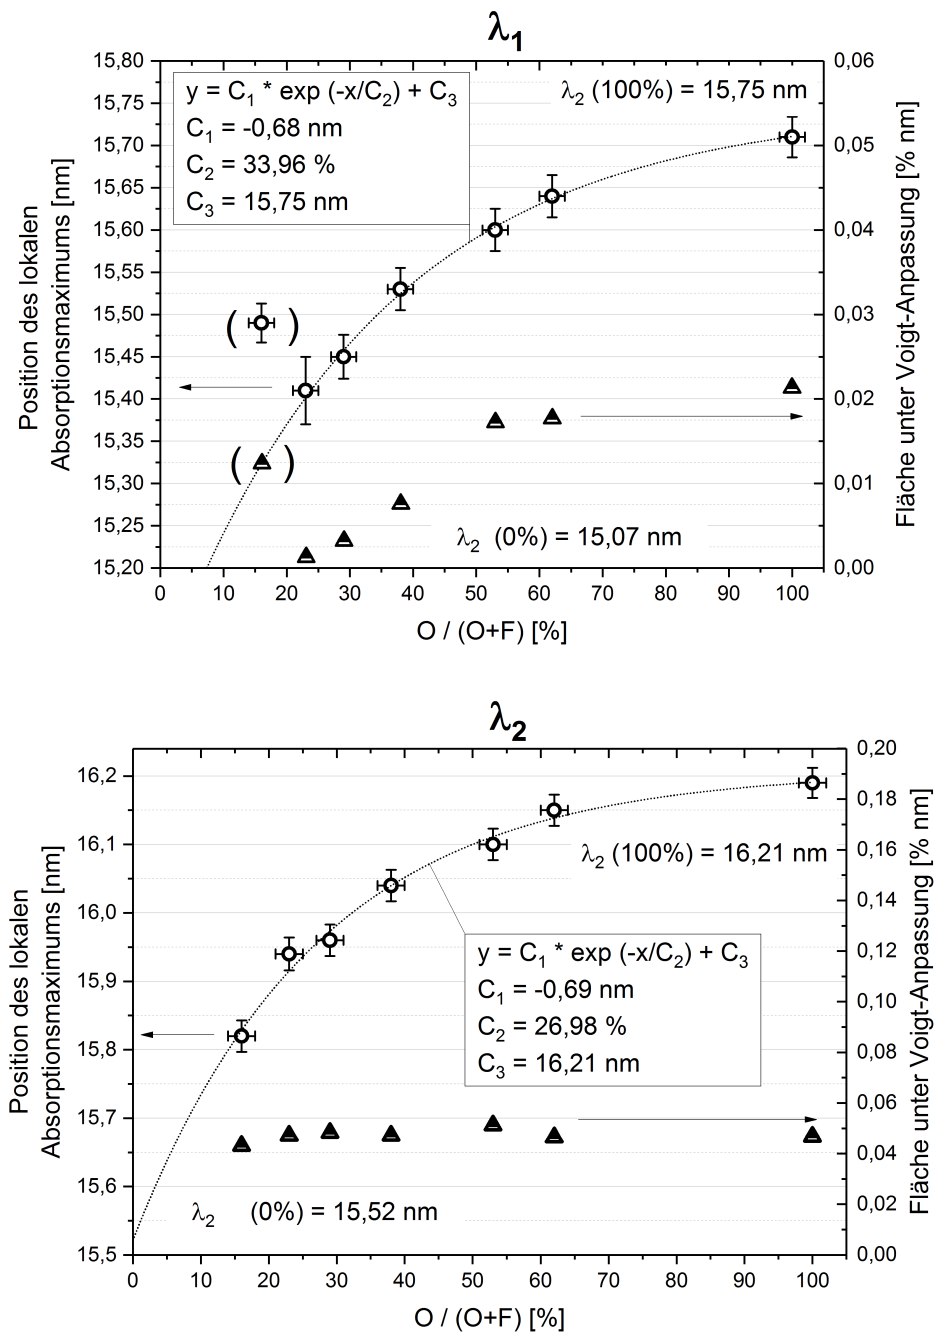 λ1
15,80
15,75
15,70
15,65
15,60
15,55
15,50
15,45
15,40
15,35
15,30
15,25
15,20
Position des lokalen
Absorptionsmaximums [nm]
y = C1 * exp (-x/C2) + C3
C1 = -0,68 nm
C2 = 33,96 %
C3 = 15,75 nm
λ2 (100%) = 15,75 nm
( )
( )
λ2 (0%) = 15,07 nm
0,06
0,05
0,04
0,03
0,02
0,01
0,00
Fläche unter Voigt-Anpassung [% nm]
0 10 20 30 40 50 60 70 80 90 100
O / (O+F) [%]
λ2
16,2
16,1
16,0
15,9
15,8
15,7
15,6
15,5
Position des lokalen
Absorptionsmaximums [nm]
λ2 (100%) = 16,21 nm
y = C1 * exp (-x/C2) + C3
C1 = -0,69 nm
C2 = 26,98 %
C3 = 16,21 nm
λ2 (0%) = 15,52 nm
0,20
0,18
0,16
0,14
0,12
0,10
0,08
0,06
0,04
0,02
0,00
Fläche unter Voigt-Anpassung [% nm]
0 10 20 30 40 50 60 70 80 90 100
O / (O+F) [%]